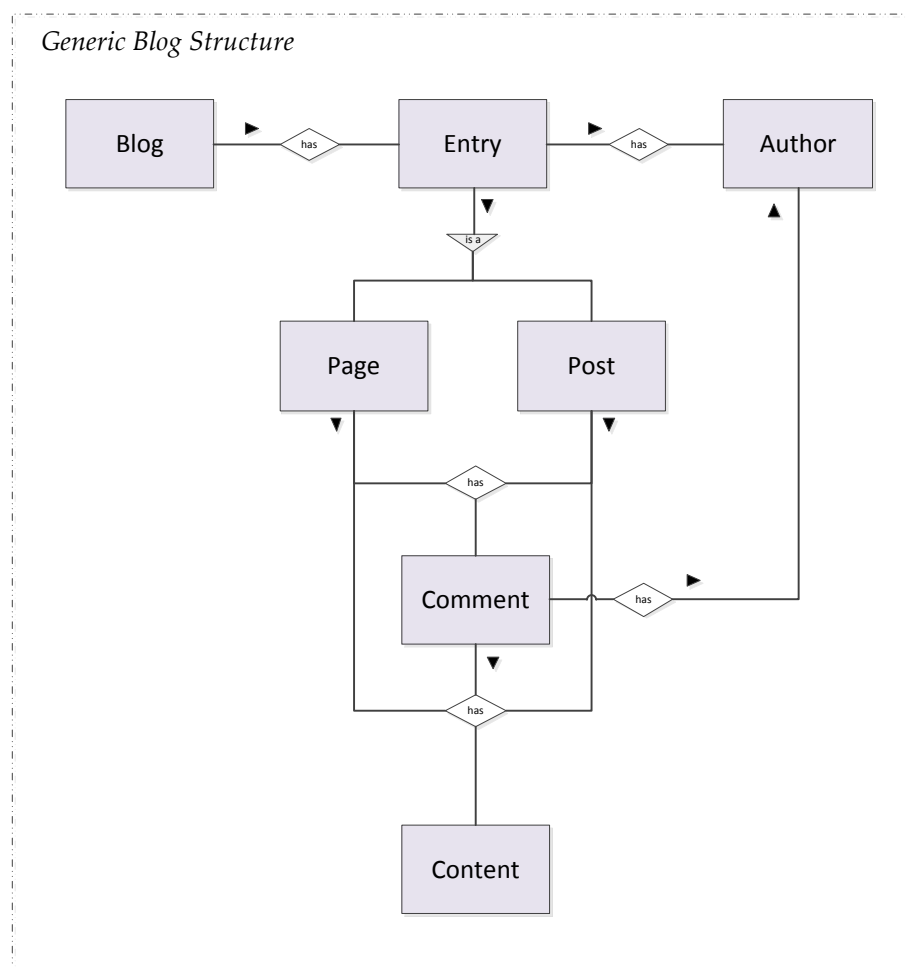 Generic Blog Structure
Blog
has
Entry
has
Author
is a
Page
Post
has
Comment
has
has
Content